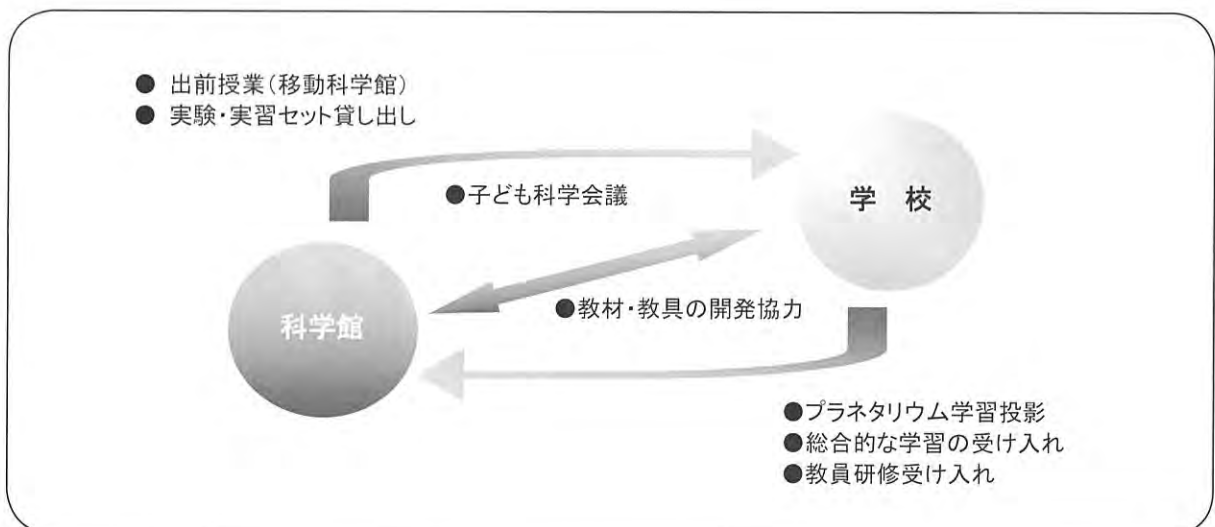 ● 出前授業(移動科学館)
● 実験・実習セット貸し出し
●子ども科学会議
学 校
科学館
●教材・教具の開発協力
●プラネタリウム学習投影
●総合的な学習の受け入れ
●教員研修受け入れ